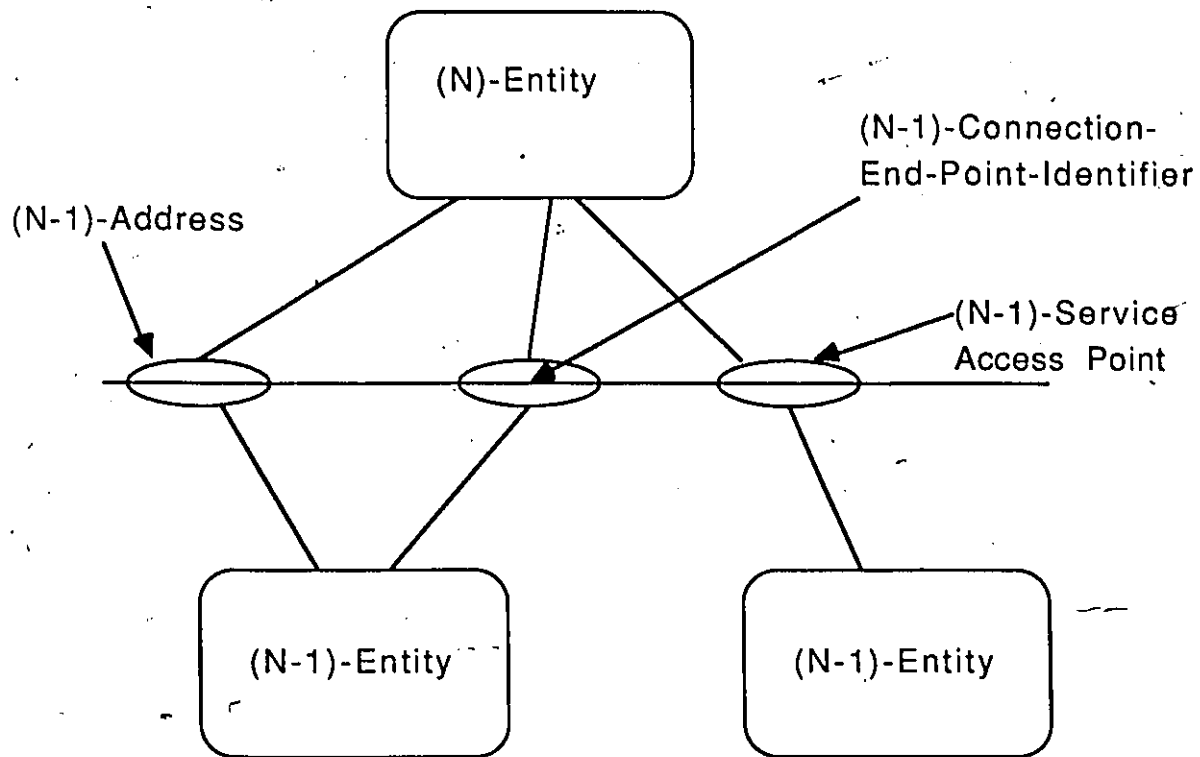 (N)-Entity
(N-1)-Connection-
End-Point-Identifier
(N-1)-Address
(N-1)-Service
Access Point
(N-1)-Entity
(N-1)-Entity